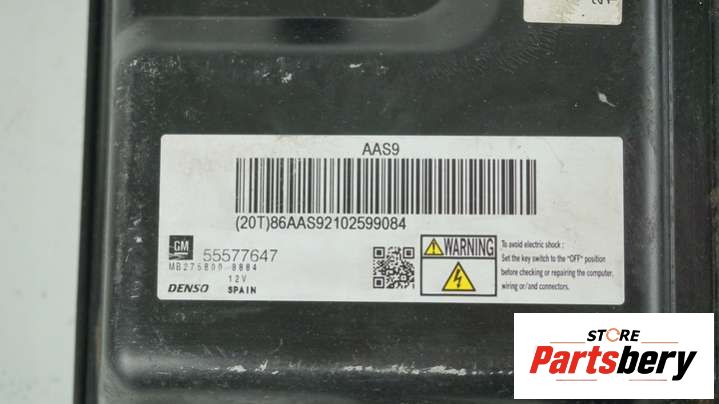 AAS9
(20T)86AAS92102599084
GM
55577647
MB275800-8884
12V
DENSO SPAIN
WARNING
To avoid electric shock :
Set the key switch to the "OFF" position
before checking or repairing the computer,
wiring or/and connectors.
STORE
Partsbery